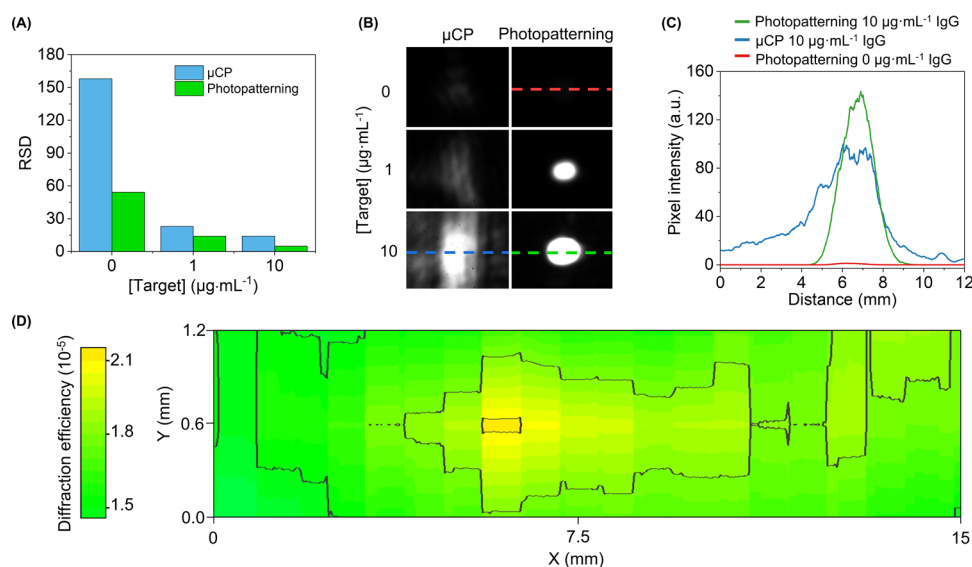 (A)
180
150
120
90
60
30
0
RSD
µCP
Photopatterning
0
1
10
[Target] (µg·mL⁻¹)
(B)
µCP
Photopatterning
0
1
10
[Target] (µg·mL⁻¹)
(C)
Photopatterning 10 µg·mL⁻¹ IgG
µCP 10 µg·mL⁻¹ IgG
Photopatterning 0 µg·mL⁻¹ IgG
160
120
80
40
0
Pixel intensity (a.u.)
0 2 4 6 8 10 12
Distance (mm)
(D)
Diffraction efficiency (10⁻⁵)
2.1
1.8
1.5
1.2
0.6
0.0
Y (mm)
0
7.5
15
X (mm)